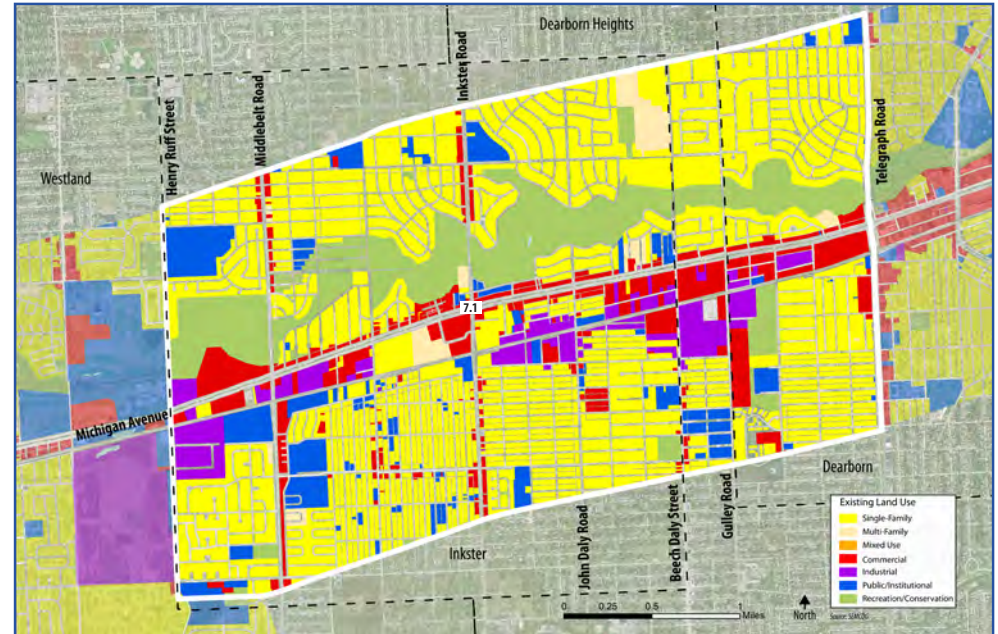 Dearborn Heights
Henry Ruff Street
Middlebelt Road
Inkster Road
Telegraph Road
Westland
7.1
Michigan Avenue
Dearborn
Inkster
John Daly Road
Beech Daly Street
Gulley Road
Existing Land Use
Single-Family
Multi-Family
Mixed Use
Commercial
Industrial
Public/Institutional
Recreation/Conservation
0 0.25 0.5 1
Miles
North
Source: SEMCOG